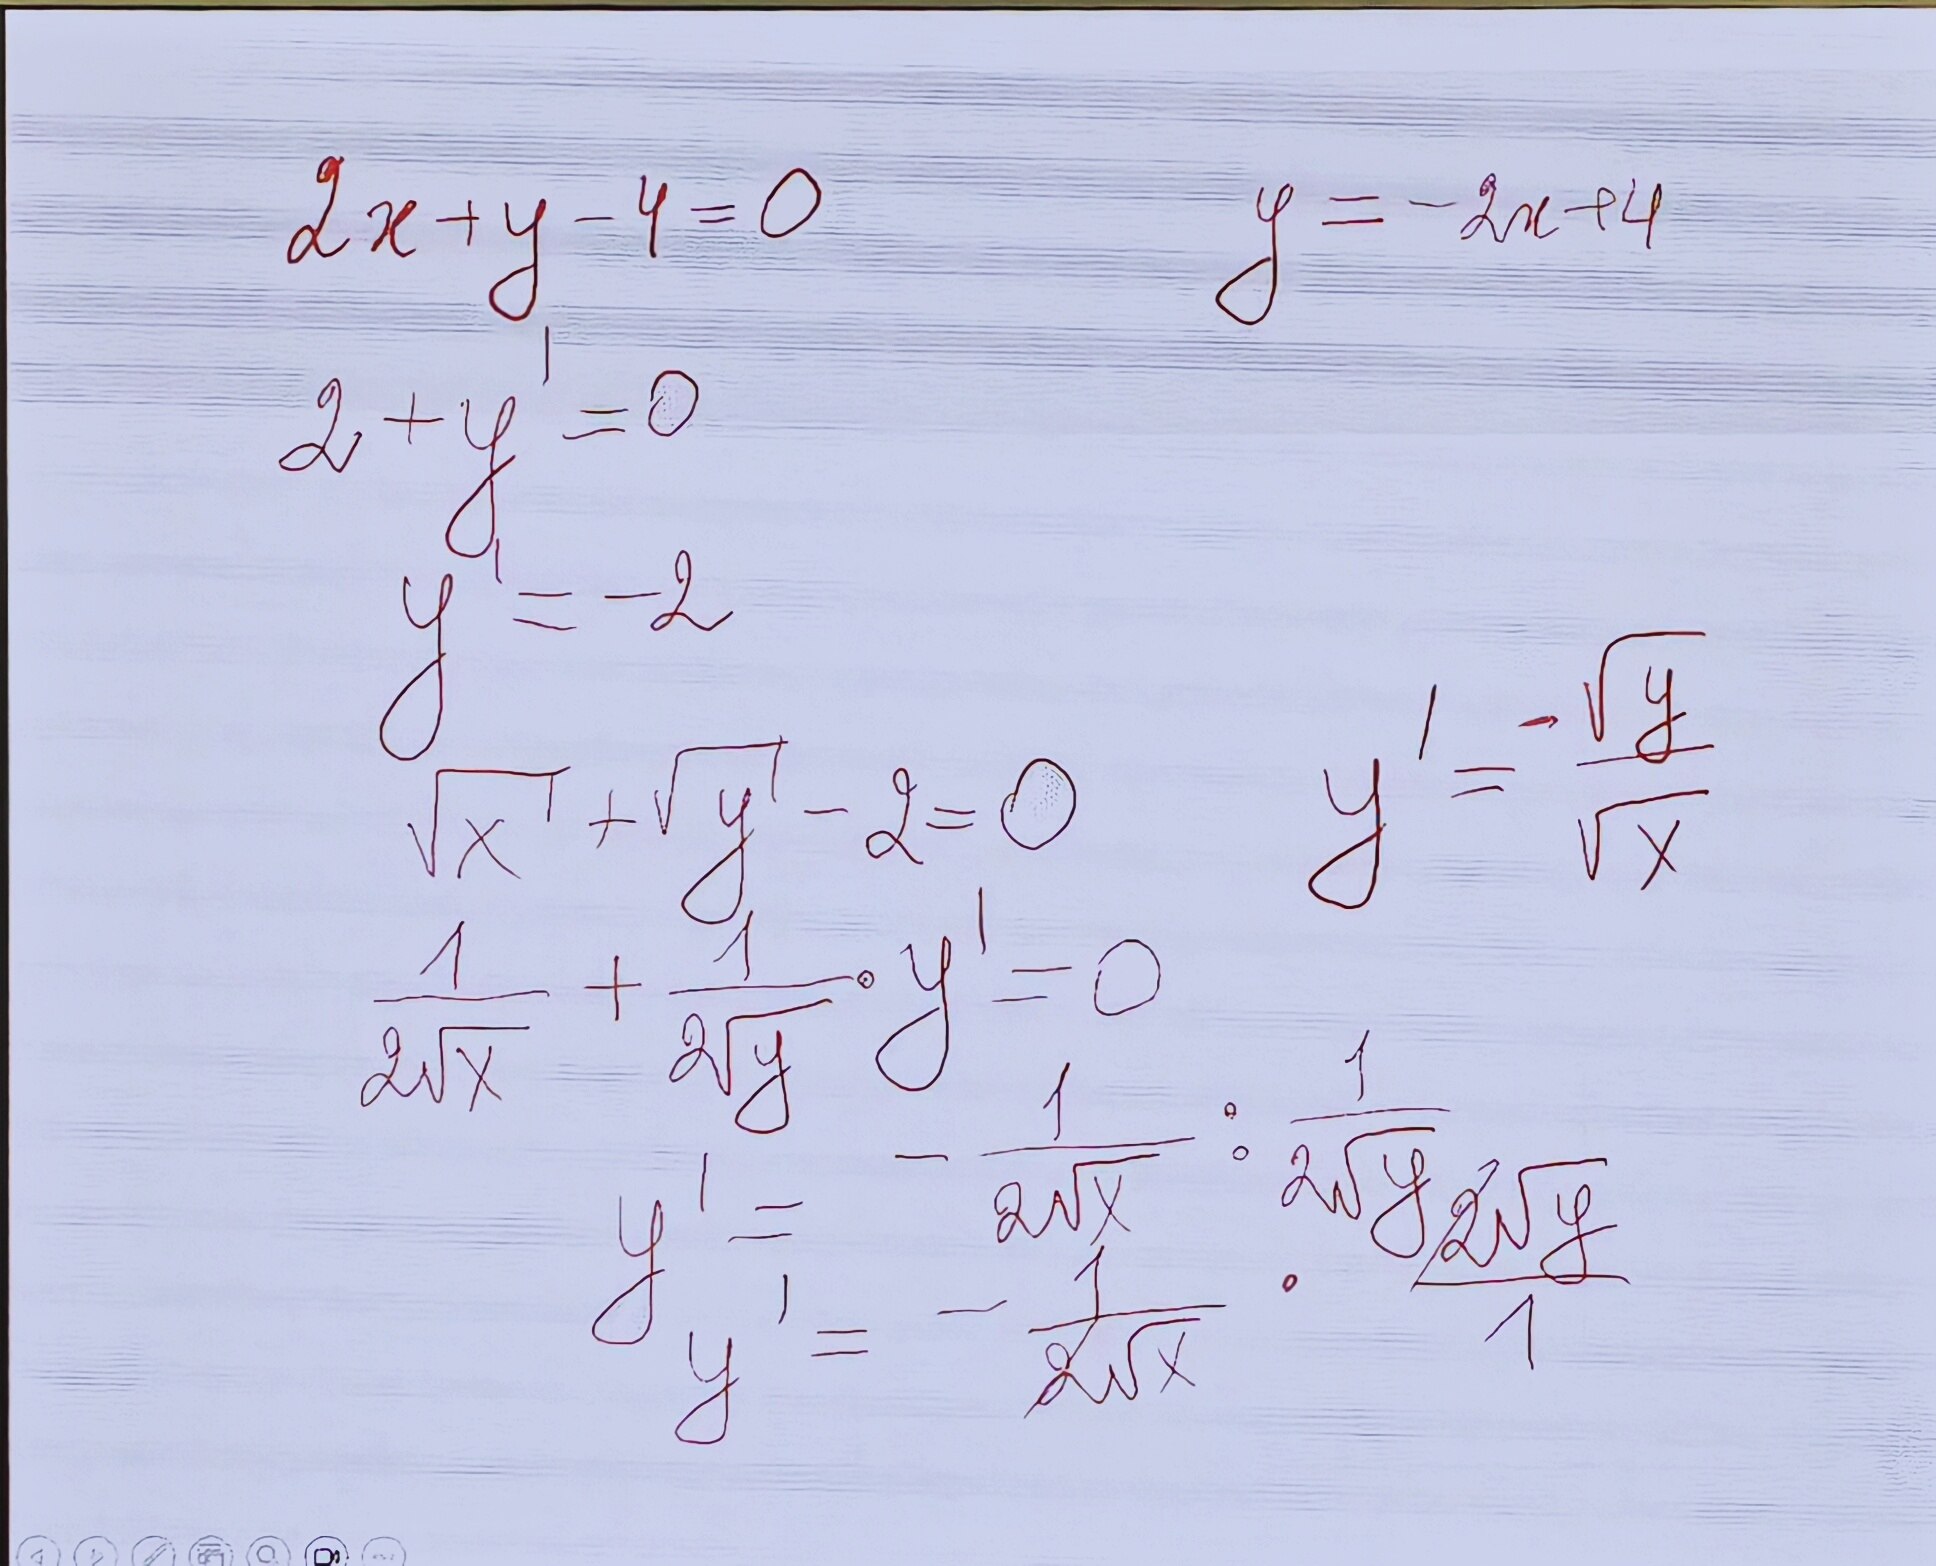 2x+y-4=0
y=-2x+4
2+y'=0
y'=-2
√x+√y-2=0
y'=-√y/√x
1/(2√x)+1/(2√y)·y'=0
y'=-1/(2√x):1/(2√y)
y'=-1/(2√x)·2√y/1